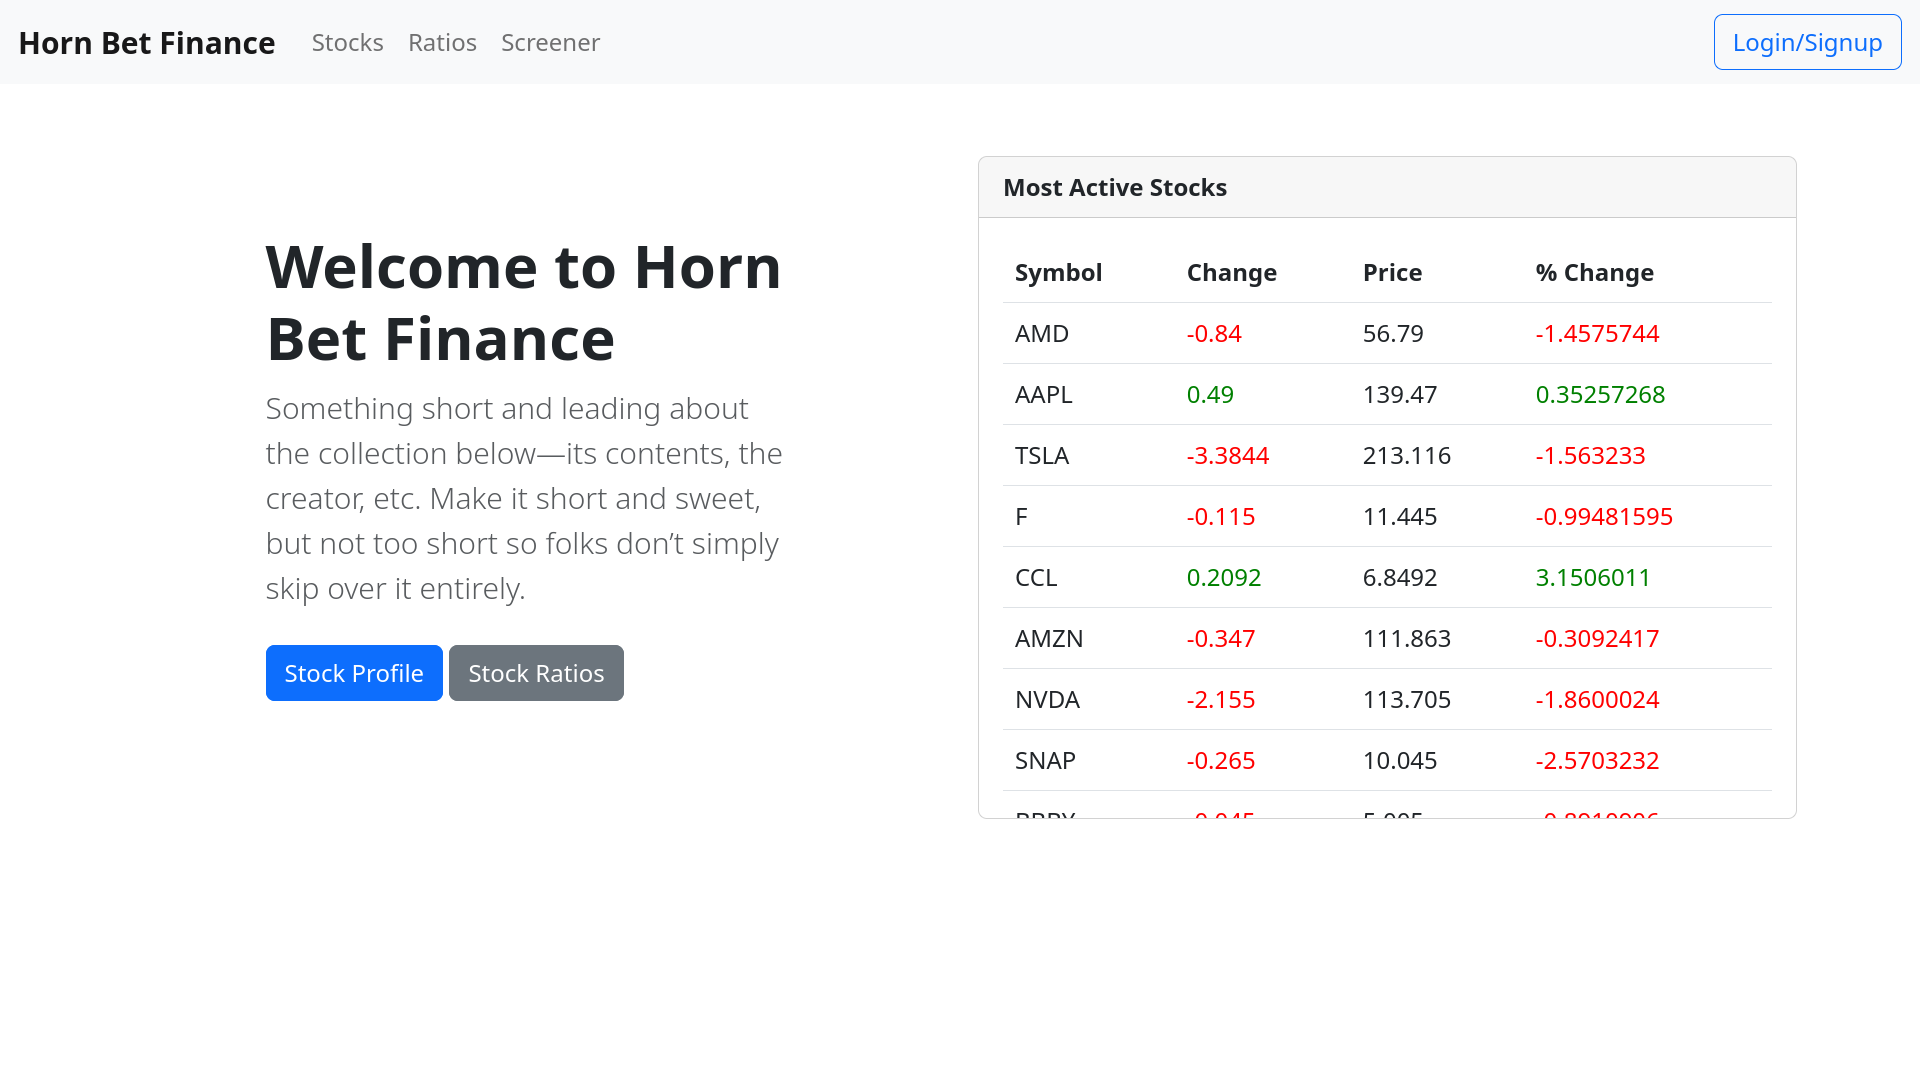 Horn Bet Finance Stocks Ratios Screener Login/Signup
Welcome to Horn
Bet Finance
Something short and leading about
the collection below—its contents, the
creator, etc. Make it short and sweet,
but not too short so folks don’t simply
skip over it entirely.
Stock Profile Stock Ratios
Most Active Stocks
Symbol Change Price % Change
AMD -0.84 56.79 -1.4575744
AAPL 0.49 139.47 0.35257268
TSLA -3.3844 213.116 -1.563233
F -0.115 11.445 -0.99481595
CCL 0.2092 6.8492 3.1506011
AMZN -0.347 111.863 -0.3092417
NVDA -2.155 113.705 -1.8600024
SNAP -0.265 10.045 -2.5703232